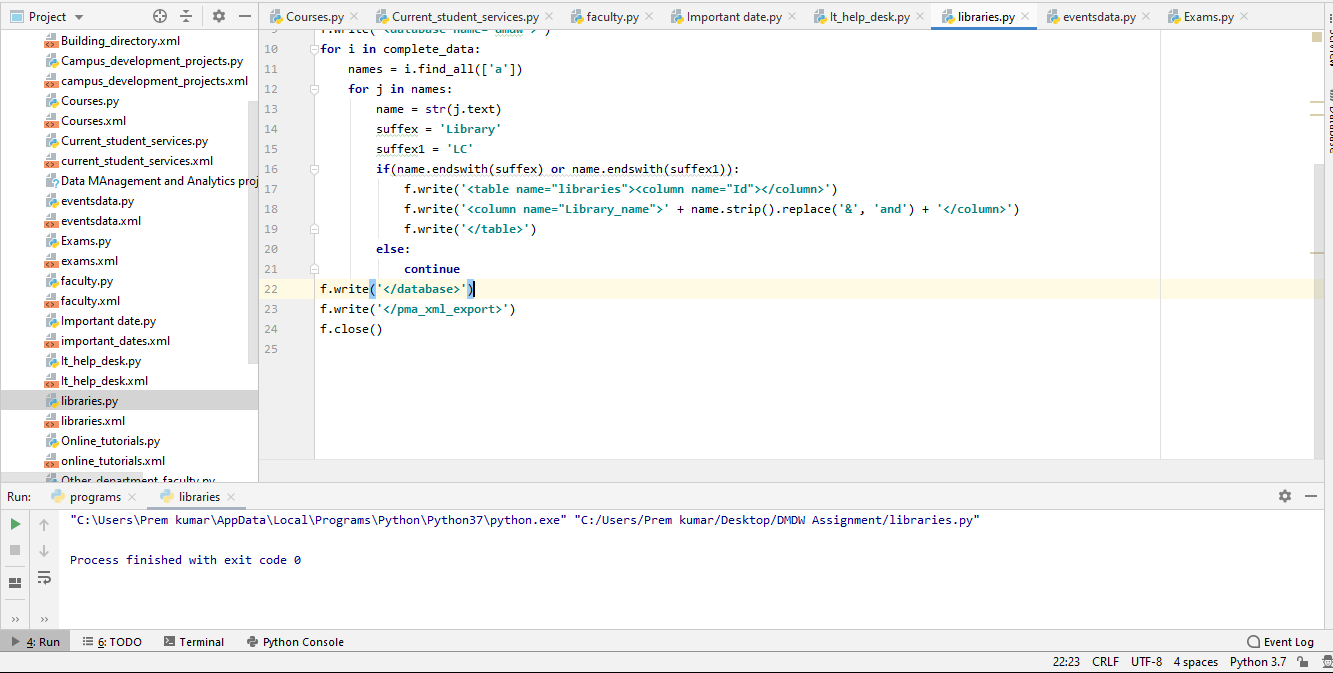 Project
Courses.py Current_student_services.py faculty.py Important date.py It_help_desk.py libraries.py eventsdata.py Exams.py
Building_directory.xml
Campus_development_projects.py
campus_development_projects.xml
Courses.py
Courses.xml
Current_student_services.py
current_student_services.xml
Data MAnagement and Analytics proj
eventsdata.py
eventsdata.xml
Exams.py
exams.xml
faculty.py
faculty.xml
Important date.py
important_dates.xml
It_help_desk.py
It_help_desk.xml
libraries.py
libraries.xml
Online_tutorials.py
online_tutorials.xml
Other_department_faculty.py
9 f.write('<database name="dmdw">')
10 for i in complete_data:
11 names = i.find_all(['a'])
12 for j in names:
13 name = str(j.text)
14 suffex = 'Library'
15 suffex1 = 'LC'
16 if(name.endswith(suffex) or name.endswith(suffex1)):
17 f.write('<table name="libraries"><column name="Id"></column>')
18 f.write('<column name="Library_name">' + name.strip().replace('&', 'and') + '</column>')
19 f.write('</table>')
20 else:
21 continue
22 f.write('</database>')
23 f.write('</pma_xml_export>')
24 f.close()
25
Database
Run: programs libraries
"C:\Users\Prem kumar\AppData\Local\Programs\Python\Python37\python.exe" "C:/Users/Prem kumar/Desktop/DMDW Assignment/libraries.py"
Process finished with exit code 0
4: Run 6: TODO Terminal Python Console Event Log
22:23 CRLF UTF-8 4 spaces Python 3.7